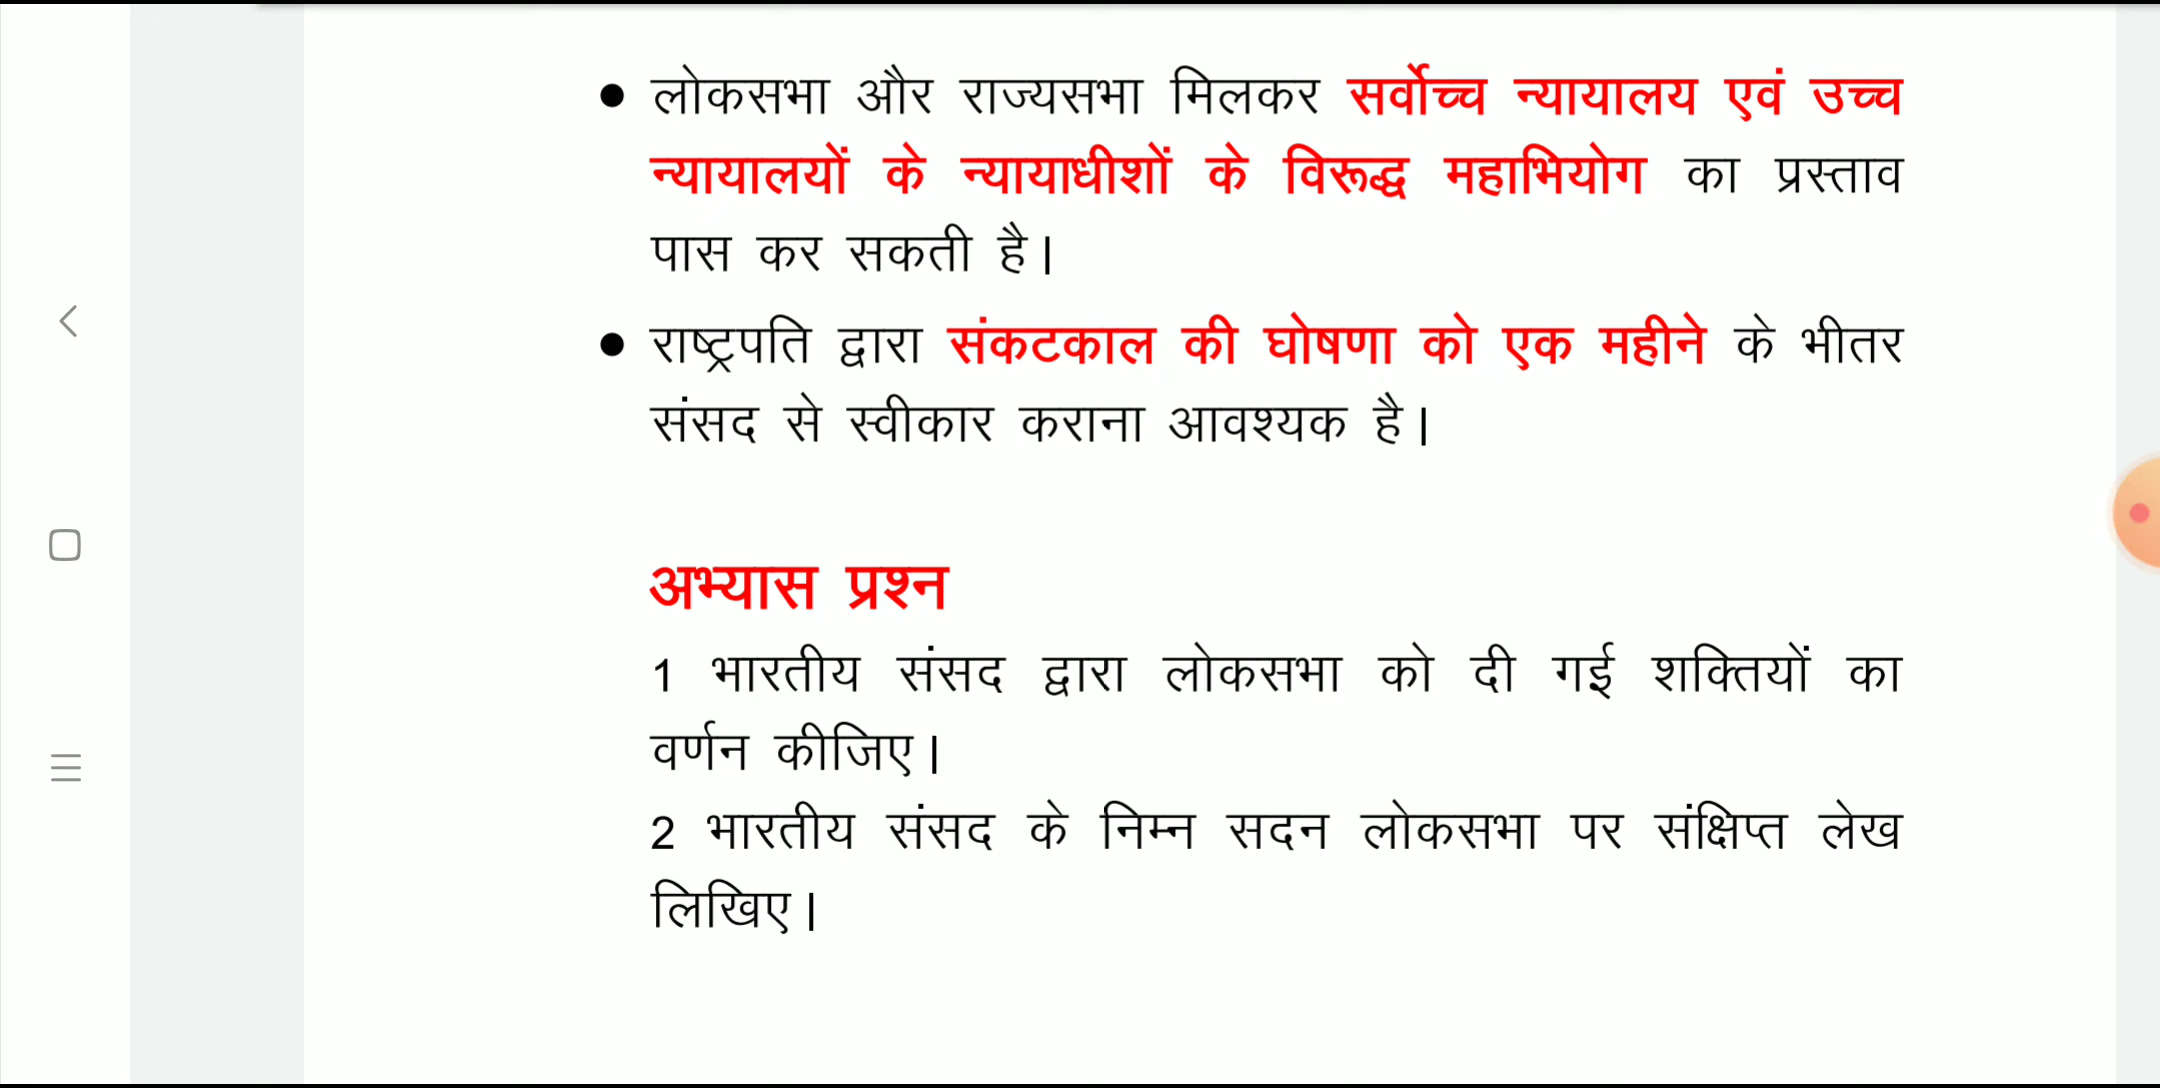 • लोकसभा और राज्यसभा मिलकर सर्वोच्च न्यायालय एवं उच्च
न्यायालयों के न्यायाधीशों के विरूद्ध महाभियोग का प्रस्ताव
पास कर सकती है।
• राष्ट्रपति द्वारा संकटकाल की घोषणा को एक महीने के भीतर
संसद से स्वीकार कराना आवश्यक है।
अभ्यास प्रश्न
1 भारतीय संसद द्वारा लोकसभा को दी गई शक्तियों का
वर्णन कीजिए।
2 भारतीय संसद के निम्न सदन लोकसभा पर संक्षिप्त लेख
लिखिए।